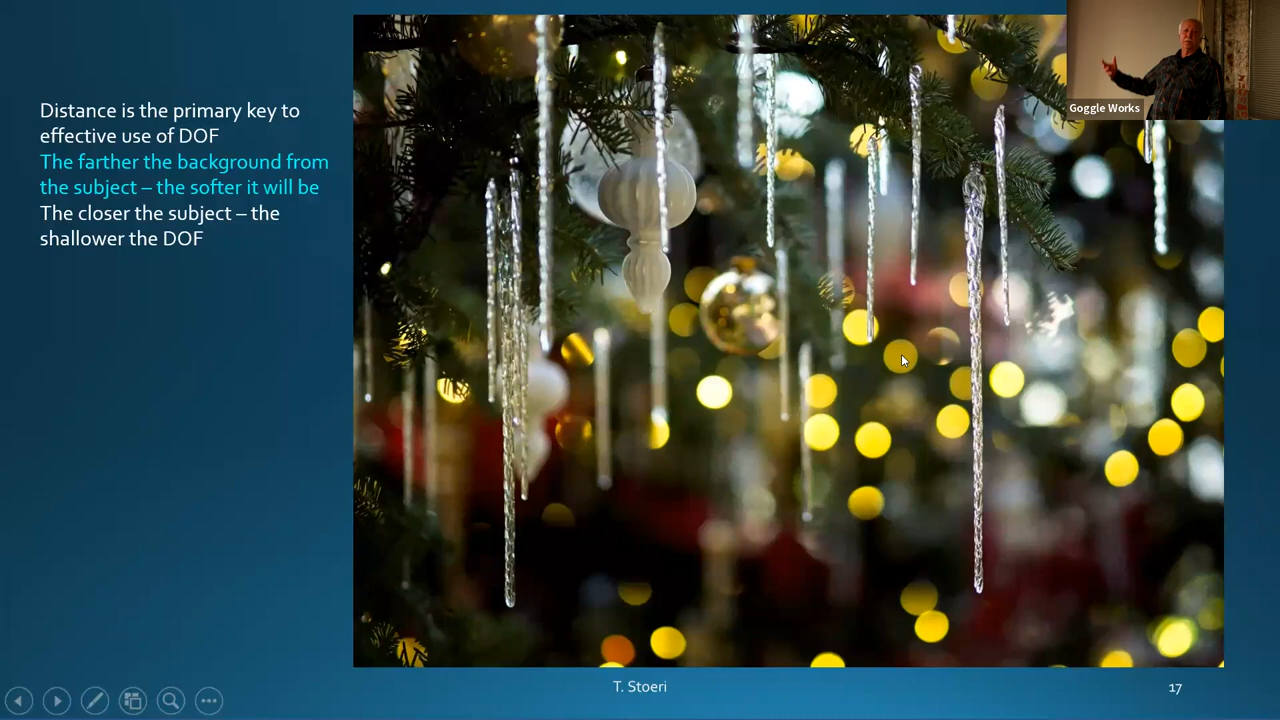 Distance is the primary key to
effective use of DOF
The farther the background from
the subject – the softer it will be
The closer the subject – the
shallower the DOF
Goggle Works
T. Stoeri
17